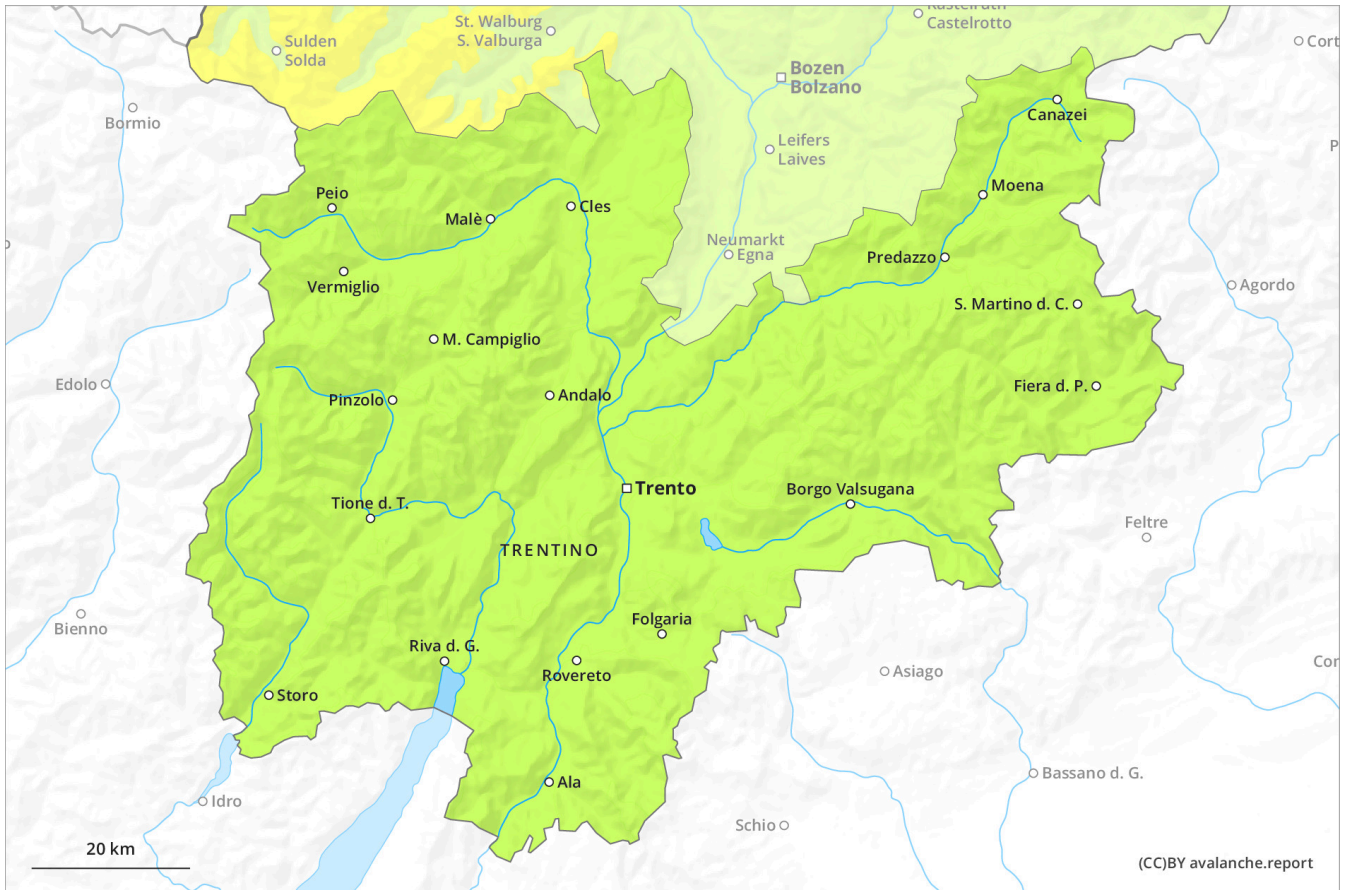 Kastelruth
Castelrotto
St. Walburg
S. Valburga
Sulden
Solda
Cort
Bozen
Bolzano
Bormio
Canazei
Leifers
Laives
P
Peio
Moena
Malè
Cles
Neumarkt
Egna
Predazzo
Vermiglio
Agordo
S. Martino d. C.
M. Campiglio
Edolo
Fiera d. P.
Andalo
Pinzolo
Trento
Borgo Valsugana
Tione d. T.
Feltre
TRENTINO
Bienno
Folgaria
Riva d. G.
Rovereto
Asiago
Cor
Storo
Bassano d. G.
Ala
Idro
Schio
20 km
(CC)BY avalanche.report